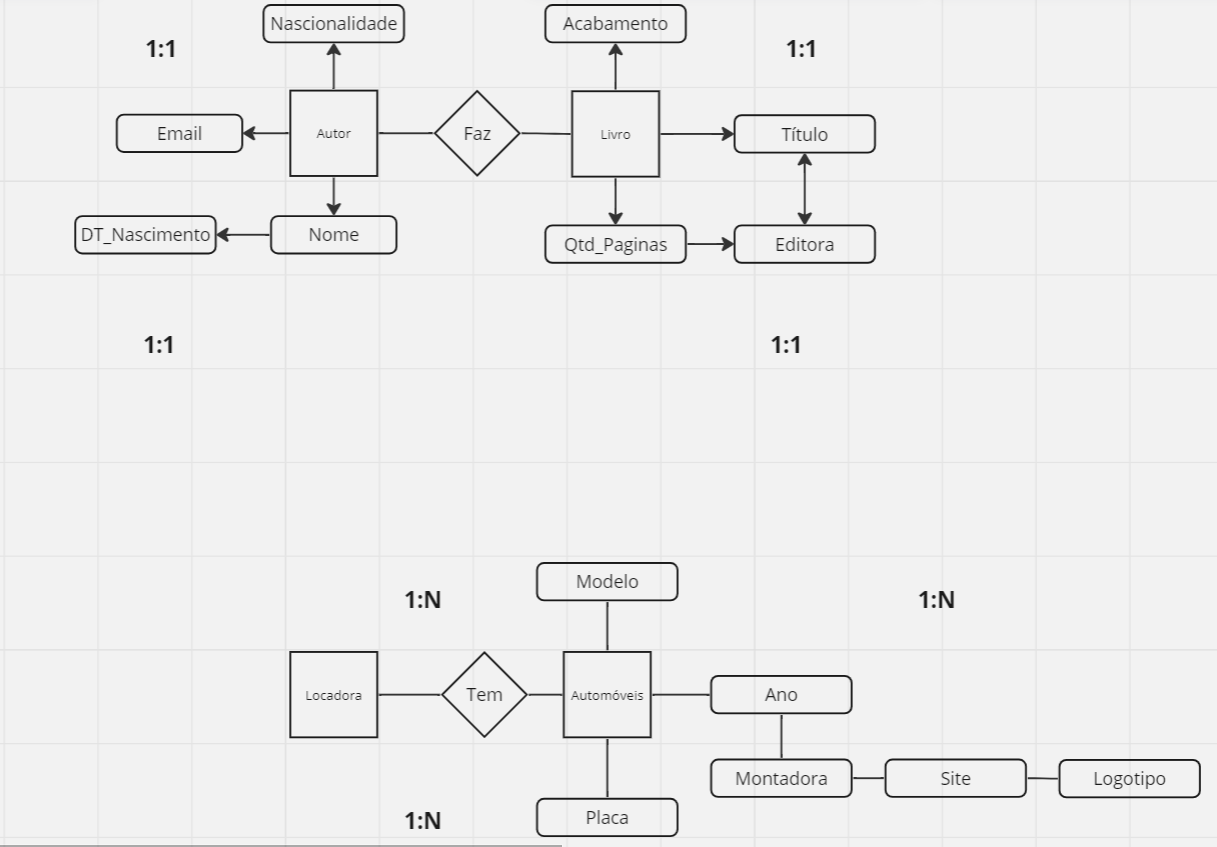 Nascionalidade
Acabamento
1:1
1:1
Email
Autor
Faz
Livro
Título
DT_Nascimento
Nome
Qtd_Paginas
Editora
1:1
1:1
Modelo
1:N
1:N
Locadora
Tem
Automóveis
Ano
Montadora
Site
Logotipo
Placa
1:N